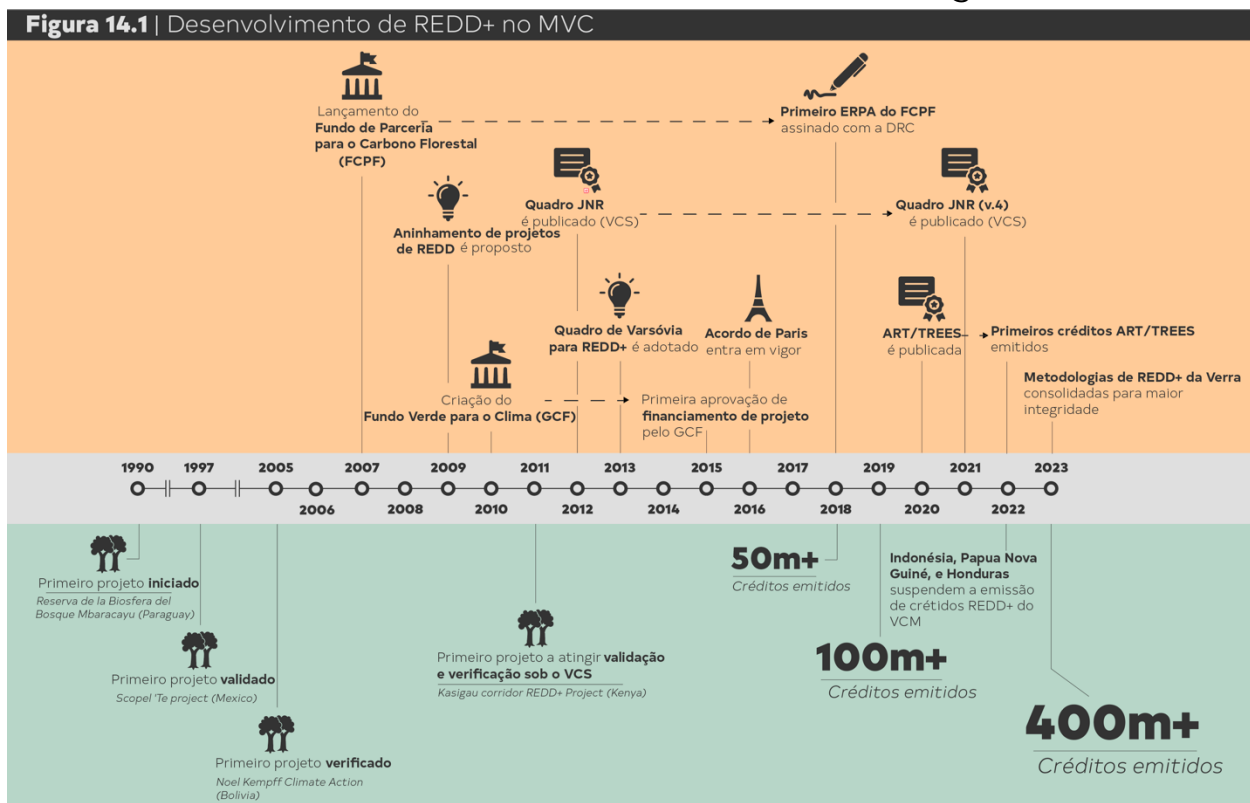 Figura 14.1 | Desenvolvimento de REDD+ no MVC
Lançamento do
Fundo de Parceria
para o Carbono Florestal
(FCPF)
Primeiro ERPA do FCPF
assinado com a DRC
Quadro JNR
é publicado (VCS)
Quadro JNR (v.4)
é publicado (VCS)
Aninhamento de projetos
de REDD é proposto
Quadro de Varsóvia
para REDD+ é adotado
Acordo de Paris
entra em vigor
ART/TREES
é publicada
Primeiros créditos ART/TREES
emitidos
Criação do
Fundo Verde para o Clima (GCF)
Primeira aprovação de
financiamento de projeto
pelo GCF
Metodologias de REDD+ da Verra
consolidadas para maior
integridade
1990 1997 2005 2007 2009 2011 2013 2015 2017 2019 2021 2023
2006 2008 2010 2012 2014 2016 2018 2020 2022
Primeiro projeto iniciado
Reserva de la Biosfera del
Bosque Mbaracayu (Paraguay)
Primeiro projeto validado
Scopel 'Te project (Mexico)
Primeiro projeto verificado
Noel Kempff Climate Action
(Bolivia)
Primeiro projeto a atingir validação
e verificação sob o VCS
Kasigau corridor REDD+ Project (Kenya)
50m+
Créditos emitidos
Indonésia, Papua Nova
Guiné, e Honduras
suspendem a emissão
de crétidos REDD+ do
VCM
100m+
Créditos emitidos
400m+
Créditos emitidos